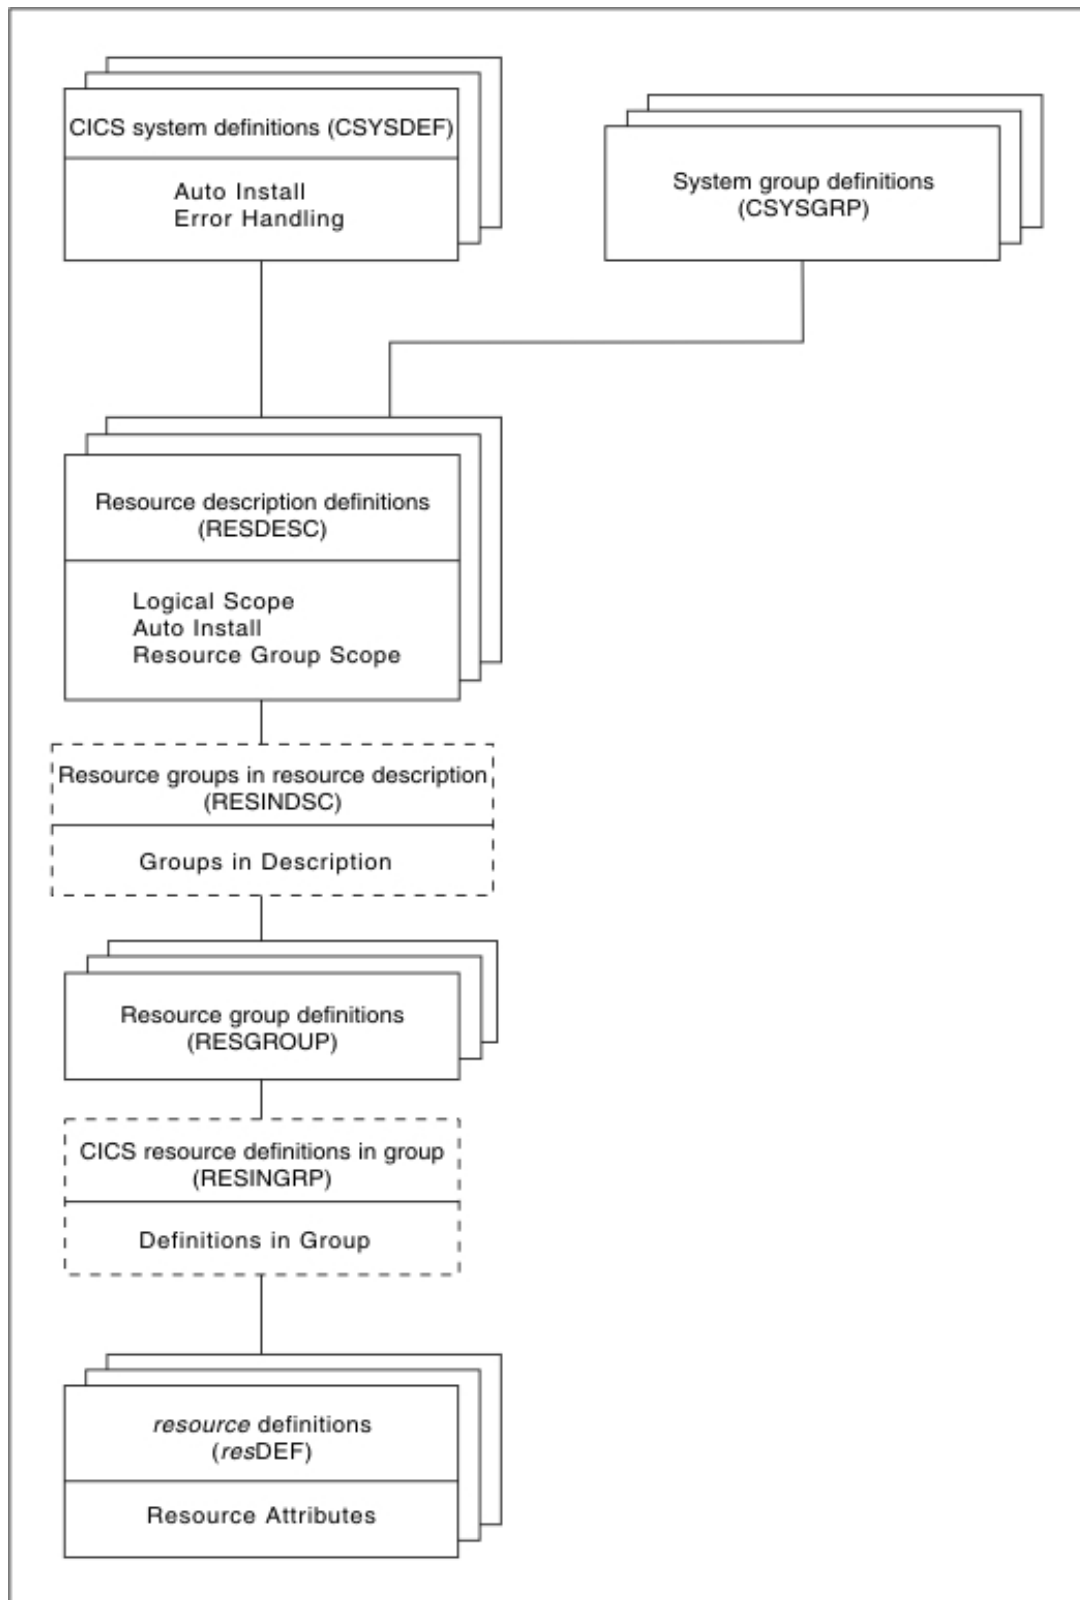 CICS system definitions (CSYSDEF)
Auto Install
Error Handling
System group definitions
(CSYSGRP)
Resource description definitions
(RESDESC)
Logical Scope
Auto Install
Resource Group Scope
Resource groups in resource description
(RESINDSC)
Groups in Description
Resource group definitions
(RESGROUP)
CICS resource definitions in group
(RESINGRP)
Definitions in Group
resource definitions
(resDEF)
Resource Attributes